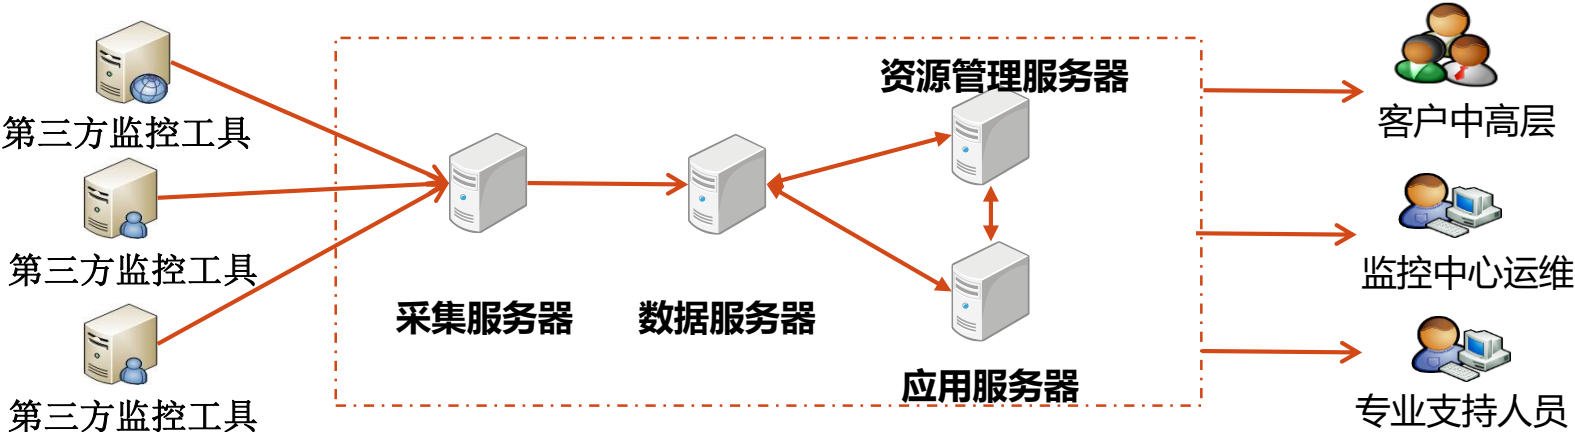 第三方监控工具
第三方监控工具
第三方监控工具
采集服务器
数据服务器
资源管理服务器
应用服务器
客户中高层
监控中心运维
专业支持人员